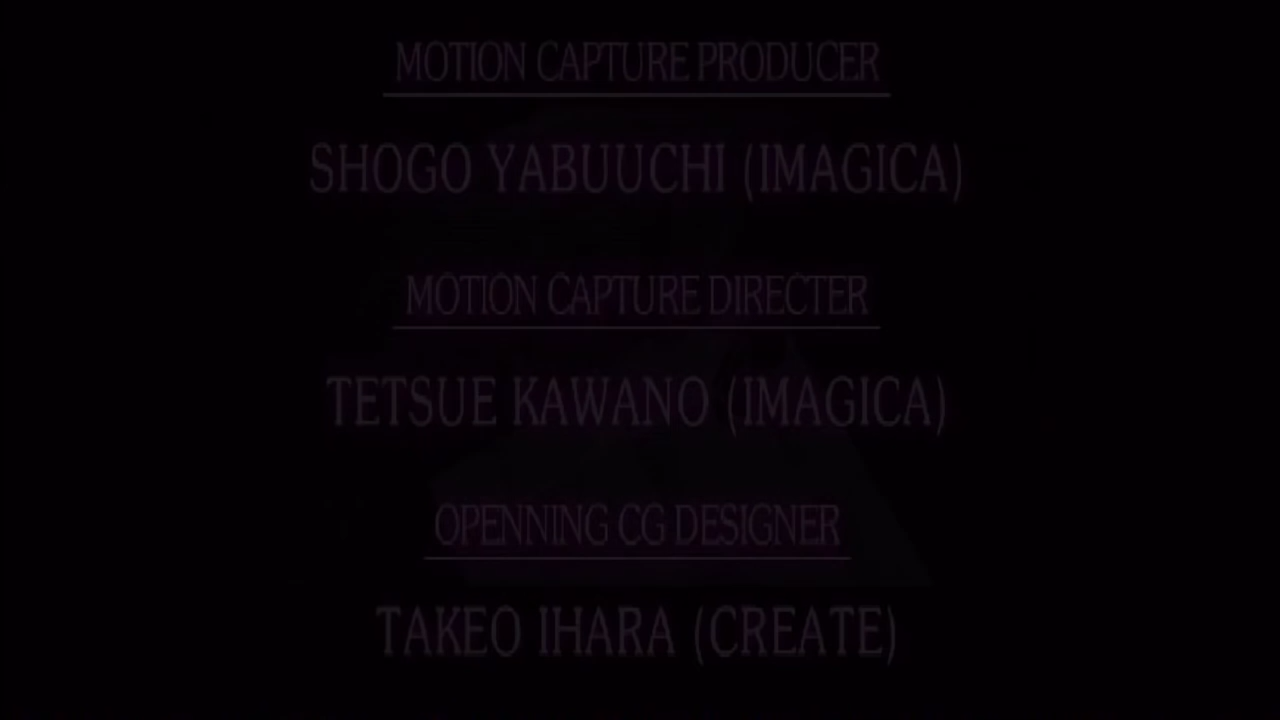 MOTION CAPTURE PRODUCER
SHOGO YABUUCHI (IMAGICA)
MOTION CAPTURE DIRECTER
TETSUE KAWANO (IMAGICA)
OPENNING CG DESIGNER
TAKEO IHARA (CREATE)